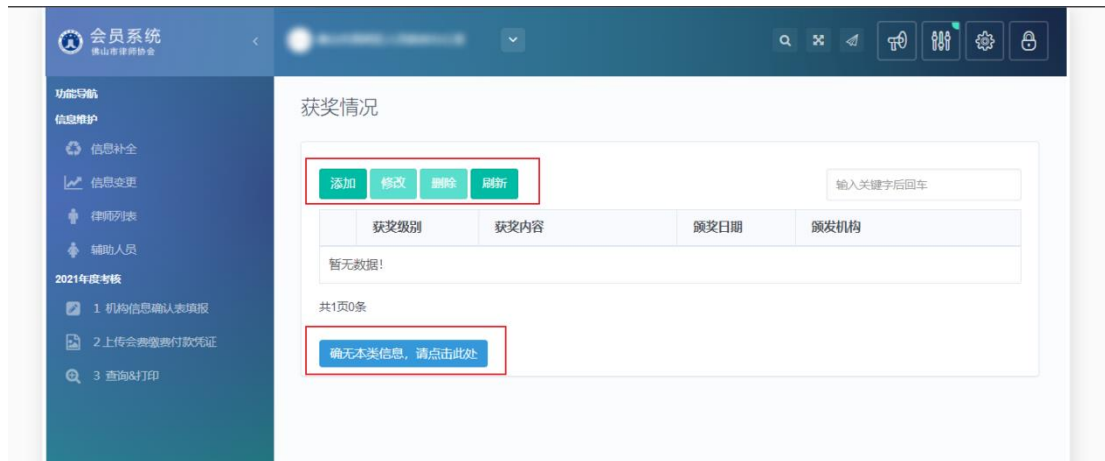 会员系统
佛山市律师协会
功能导航
信息维护
信息补全
信息变更
律师列表
辅助人员
2021年度考核
1 机构信息确认表填报
2上传会费缴费付款凭证
3 查询&打印
获奖情况
添加 修改 删除 刷新
输入关键字后回车
获奖级别 获奖内容 颁奖日期 颁发机构
暂无数据!
共1页0条
确无本类信息，请点击此处